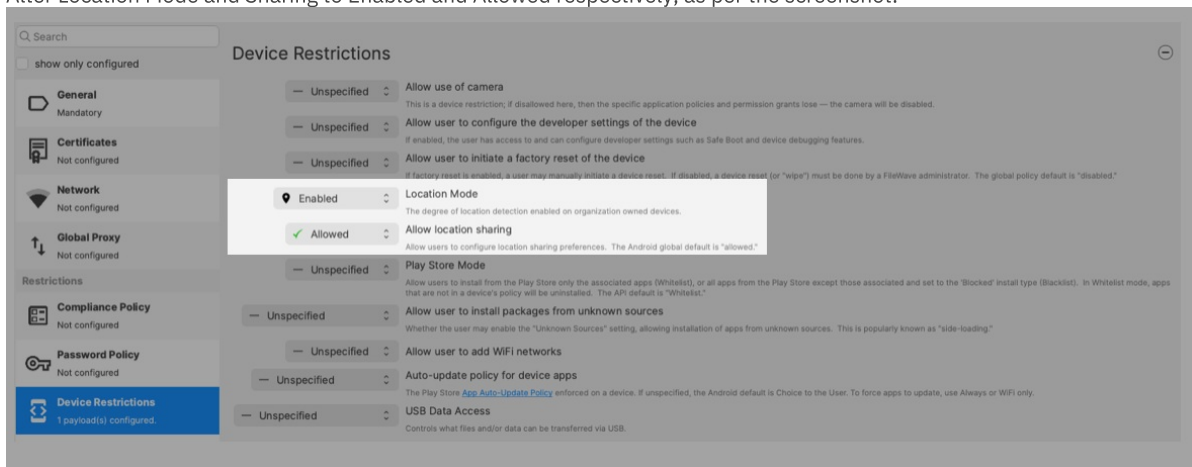 Alter Location Mode and Sharing to Enabled and Allowed respectively, as per the screenshot.
Search
show only configured
General
Mandatory
Certificates
Not configured
Network
Not configured
Global Proxy
Not configured
Restrictions
Compliance Policy
Not configured
Password Policy
Not configured
Device Restrictions
1 payload(s) configured.
Device Restrictions
— Unspecified
Allow use of camera
This is a device restriction; if disallowed here, then the specific application policies and permission grants lose — the camera will be disabled.
— Unspecified
Allow user to configure the developer settings of the device
If enabled, the user has access to and can configure developer settings such as Safe Boot and device debugging features.
— Unspecified
Allow user to initiate a factory reset of the device
If factory reset is enabled, a user may manually initiate a device reset. If disabled, a device reset (or "wipe") must be done by a FileWave administrator. The global policy default is "disabled."
Enabled
Location Mode
The degree of location detection enabled on organization owned devices.
Allowed
Allow location sharing
Allow users to configure location sharing preferences. The Android global default is "allowed."
— Unspecified
Play Store Mode
Allow users to install from the Play Store only the associated apps (Whitelist), or all apps from the Play Store except those associated and set to the 'Blocked' install type (Blacklist). In Whitelist mode, apps
that are not in a device's policy will be uninstalled. The API default is "Whitelist."
— Unspecified
Allow user to install packages from unknown sources
Whether the user may enable the "Unknown Sources" setting, allowing installation of apps from unknown sources. This is popularly known as "side-loading."
— Unspecified
Allow user to add WiFi networks
— Unspecified
Auto-update policy for device apps
The Play Store App Auto-Update Policy enforced on a device. If unspecified, the Android default is Choice to the User. To force apps to update, use Always or WiFi only.
— Unspecified
USB Data Access
Controls what files and/or data can be transferred via USB.